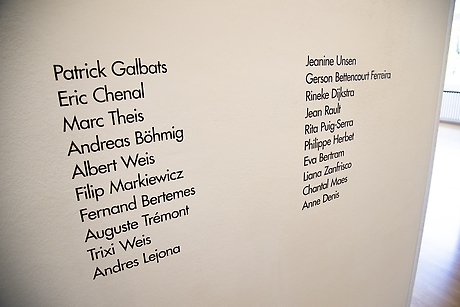 Patrick Galbats
Eric Chenal
Marc Theis
Andreas Böhmig
Albert Weis
Filip Markiewicz
Fernand Bertemes
Auguste Trémont
Trixi Weis
Andres Lejona
Jeanine Unsen
Gerson Bettencourt Ferreira
Rineke Dijkstra
Jean Rault
Rita Puig-Serra
Philippe Herbet
Eva Bertram
Liana Zanfrisco
Chantal Maes
Anne Denis